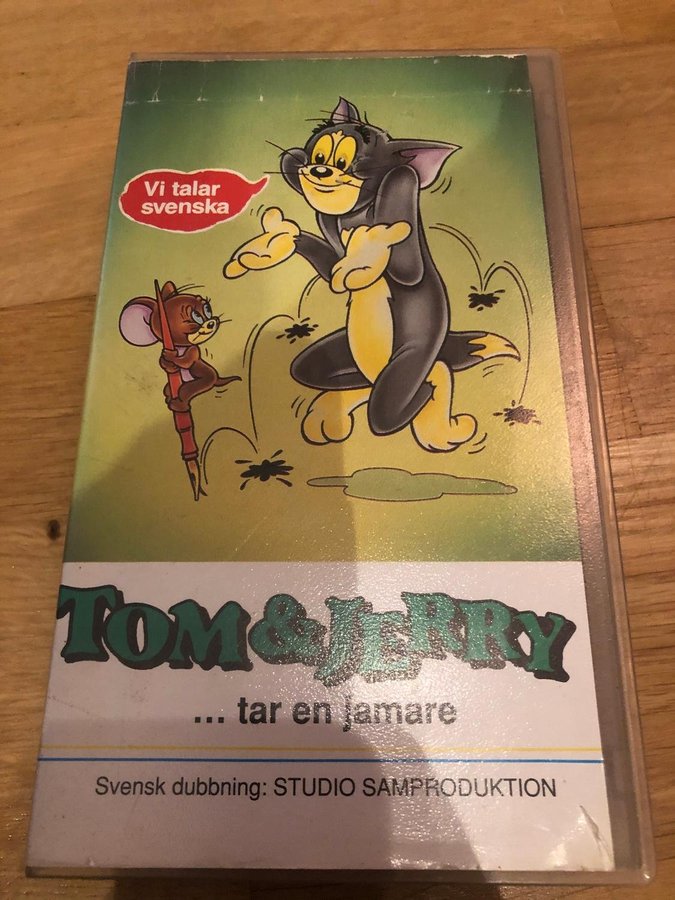 Vi talar
svenska
TOM & JERRY
... tar en jamare
Svensk dubbning: STUDIO SAMPRODUKTION